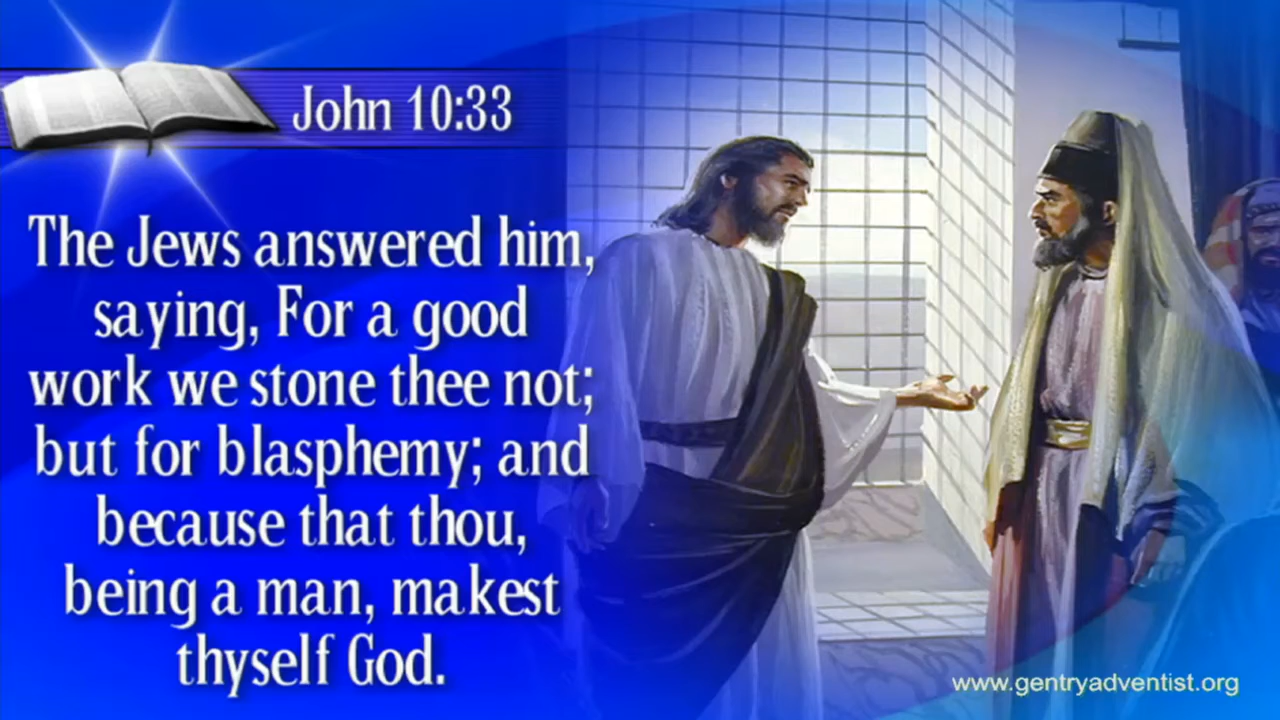 John 10:33
The Jews answered him,
saying, For a good
work we stone thee not;
but for blasphemy; and
because that thou,
being a man, makest
thyself God.
www.gentryadventist.org